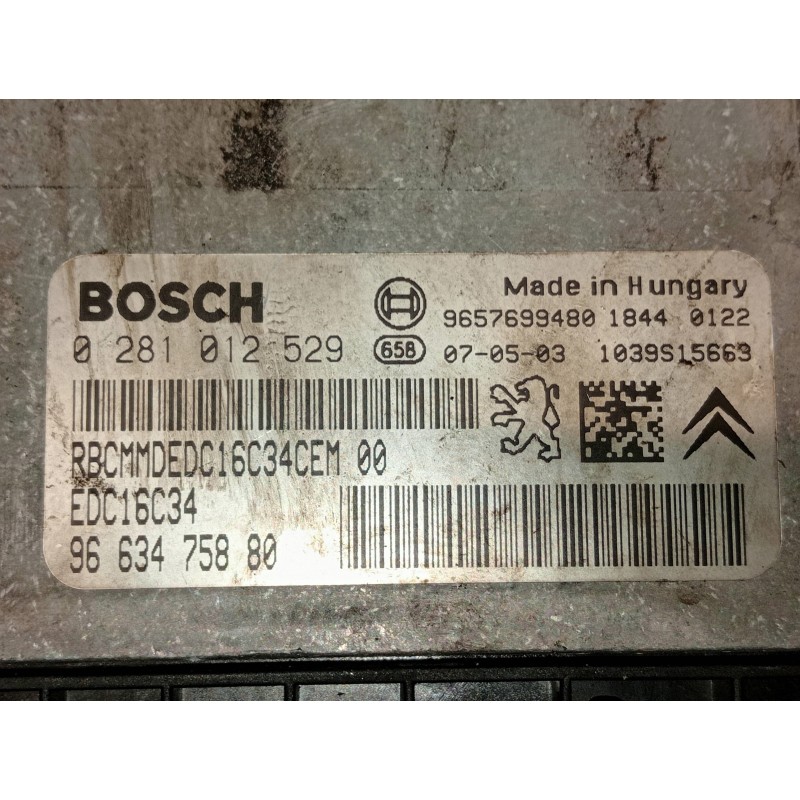 BOSCH
Made in Hungary
9657699480 1844 0122
0 281 012 529
658
07-05-03 1039S15663
RBCMMDEDC16C34CEM 00
EDC16C34
96 634 758 80